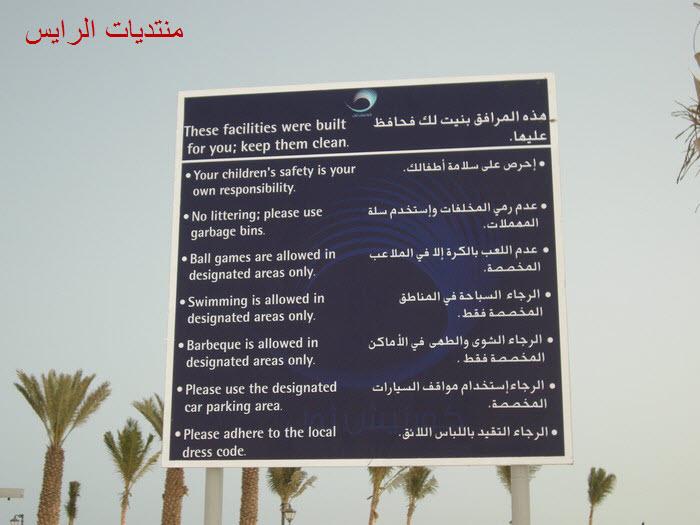 منتديات الرايس
These facilities were built
for you; keep them clean.
هذه المرافق بنيت لك فحافظ
عليها.
• Your children's safety is your
own responsibility.
• إحرص على سلامة أطفالك.
• No littering; please use
garbage bins.
• عدم رمي المخلفات وإستخدم سلة
المهملات.
• Ball games are allowed in
designated areas only.
• عدم اللعب بالكرة إلا في الملاعب
المخصصة.
• Swimming is allowed in
designated areas only.
• الرجاء السباحة في المناطق
المخصصة فقط.
• Barbeque is allowed in
designated areas only.
• الرجاء الشوى والطهى في الأماكن
المخصصة فقط .
• Please use the designated
car parking area.
• الرجاء إستخدام مواقف السيارات
المخصصة.
• Please adhere to the local
dress code.
• الرجاء التقيد باللباس اللائق.